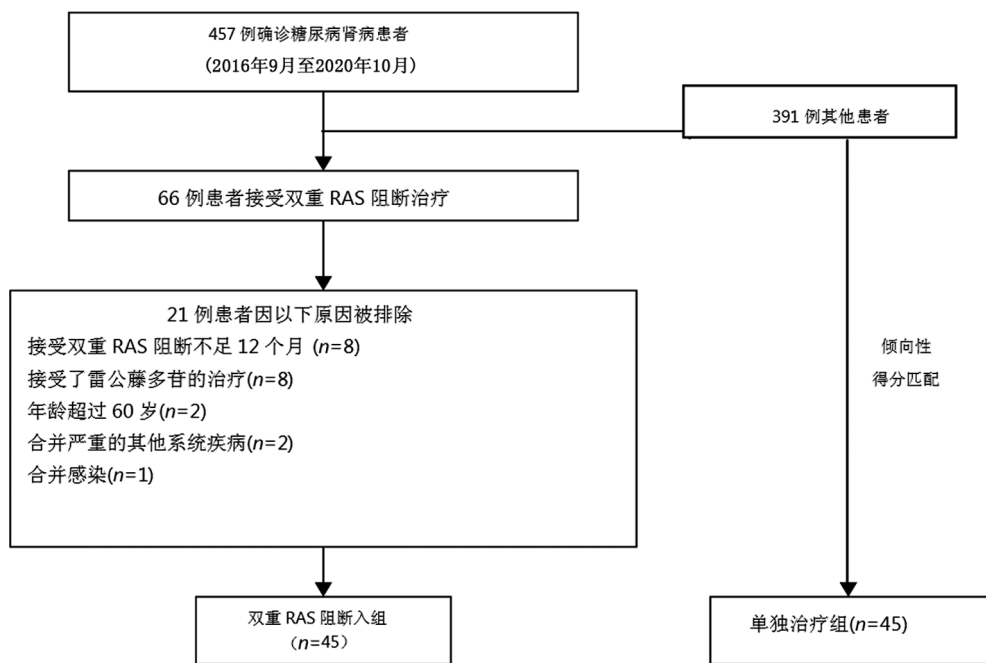 457 例确诊糖尿病肾病患者
(2016年9月至2020年10月)
391 例其他患者
66 例患者接受双重 RAS 阻断治疗
21 例患者因以下原因被排除
接受双重 RAS 阻断不足 12 个月 (n=8)
接受了雷公藤多苷的治疗(n=8)
年龄超过 60 岁(n=2)
合并严重的其他系统疾病(n=2)
合并感染(n=1)
倾向性
得分匹配
双重 RAS 阻断入组
（n=45）
单独治疗组(n=45)